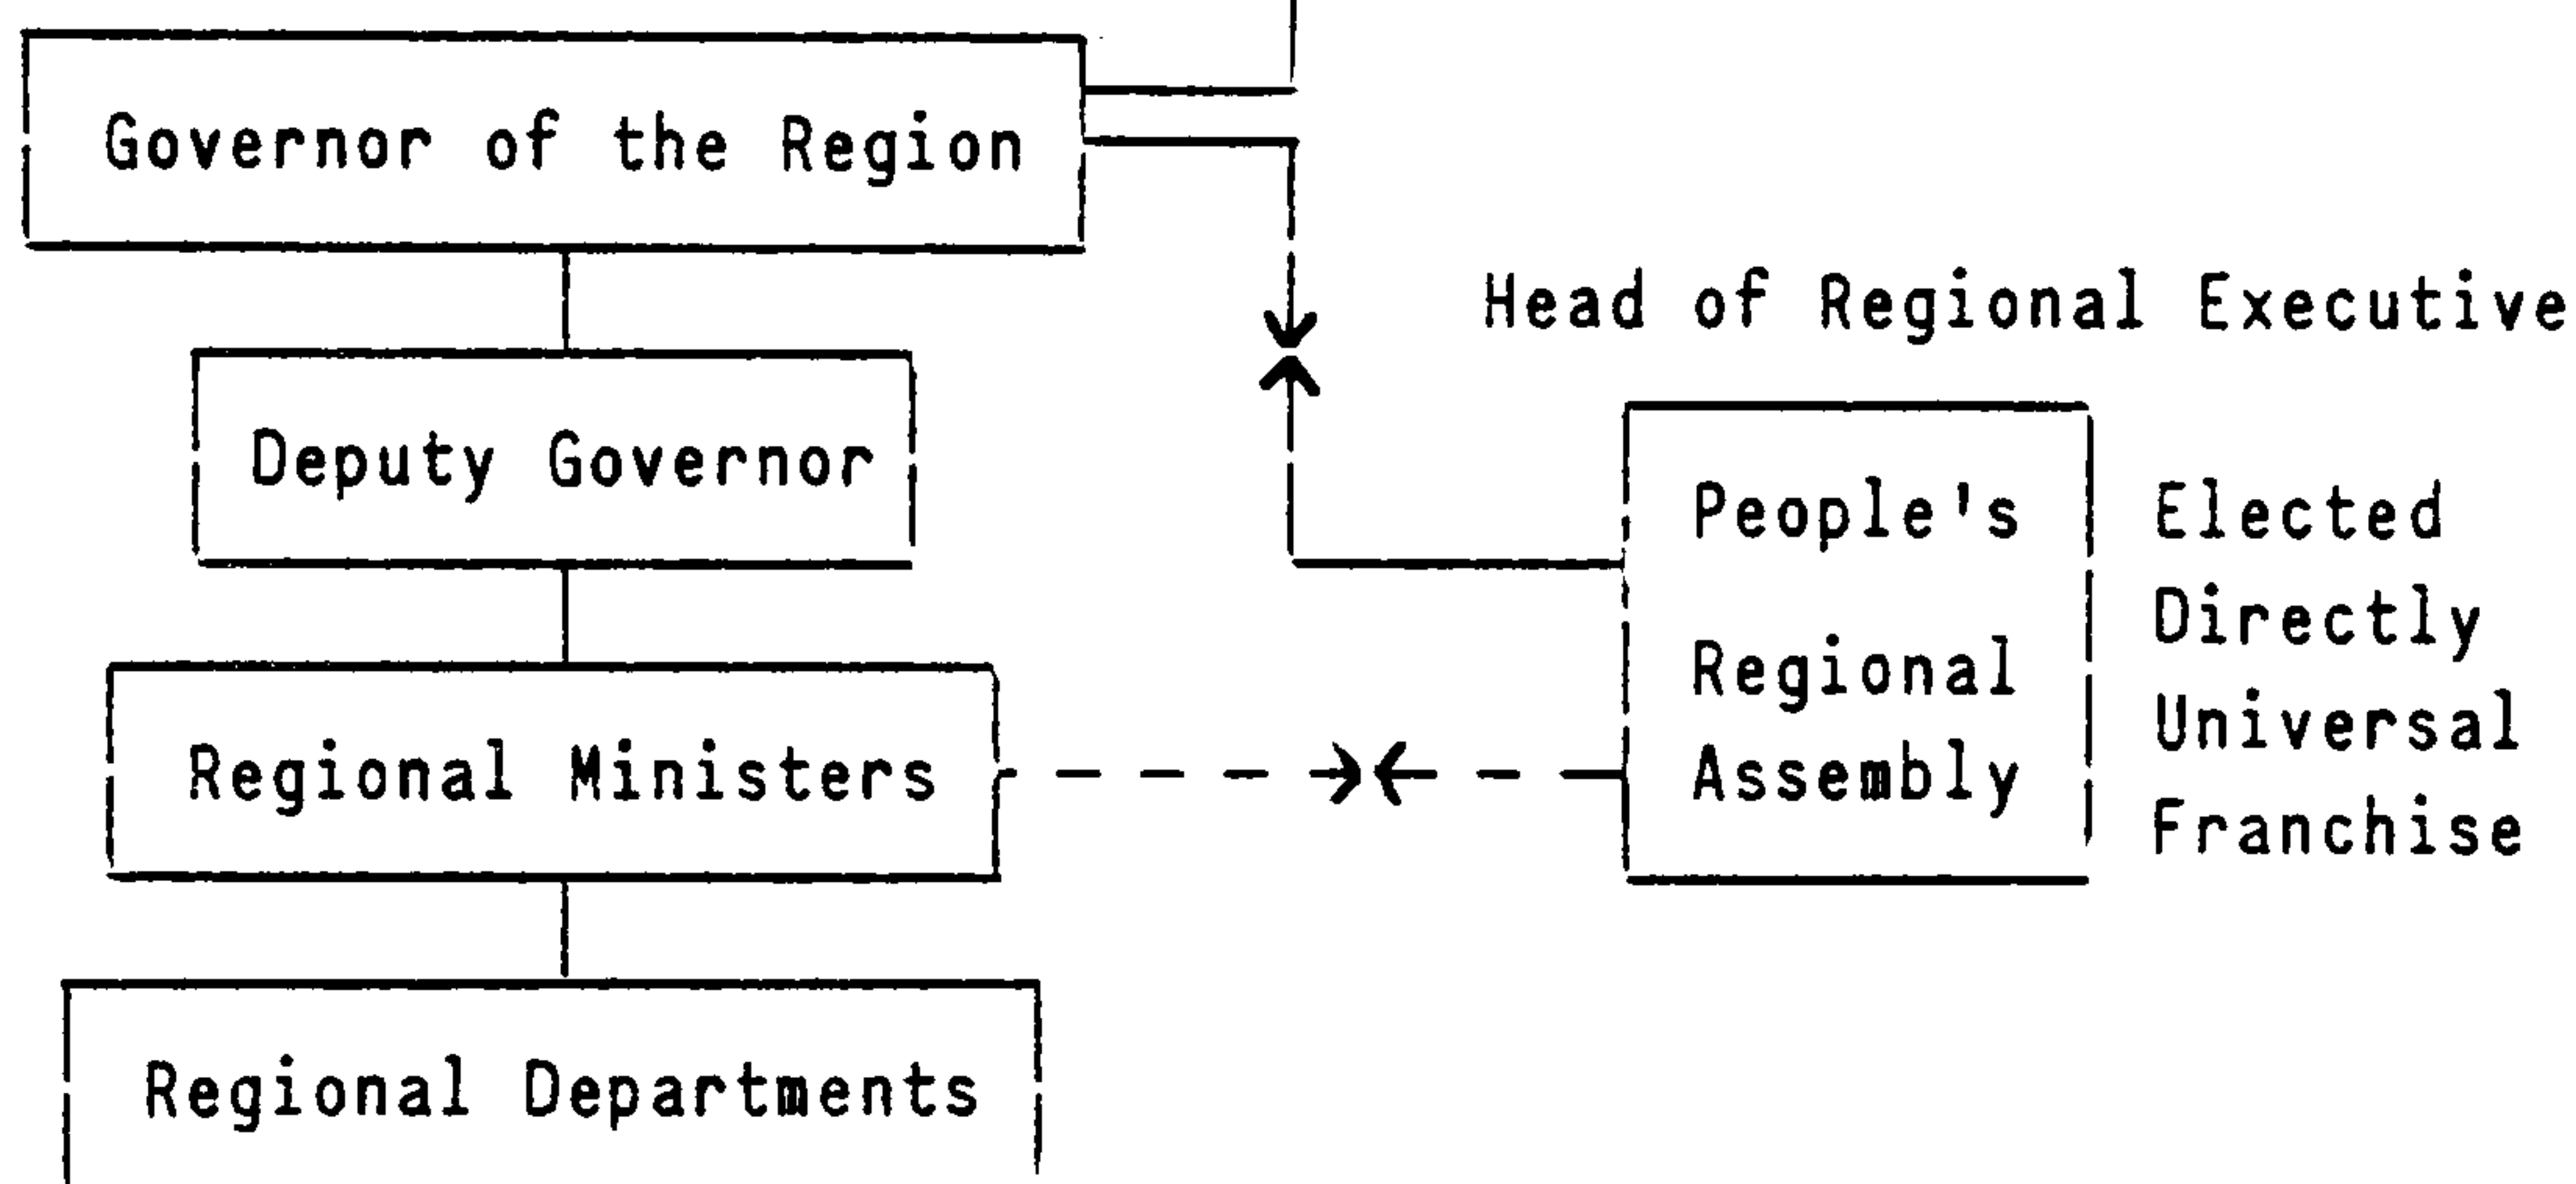 Governor of the Region
Head of Regional Executive
Deputy Governor
People's
Regional
Assembly
Elected
Directly
Universal
Franchise
Regional Ministers
Regional Departments